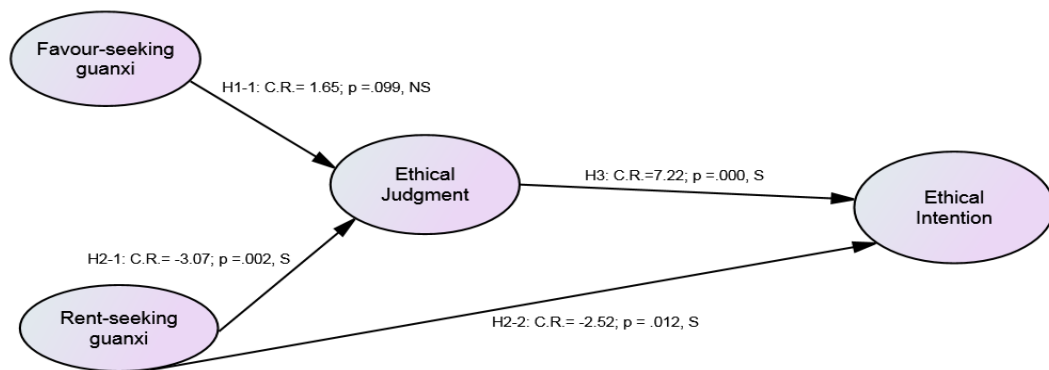 Favour-seeking
guanxi
H1-1: C.R.= 1.65; p =.099, NS
Ethical
Judgment
H3: C.R.=7.22; p =.000, S
Ethical
Intention
H2-1: C.R.= -3.07; p =.002, S
Rent-seeking
guanxi
H2-2: C.R.= -2.52; p = .012, S